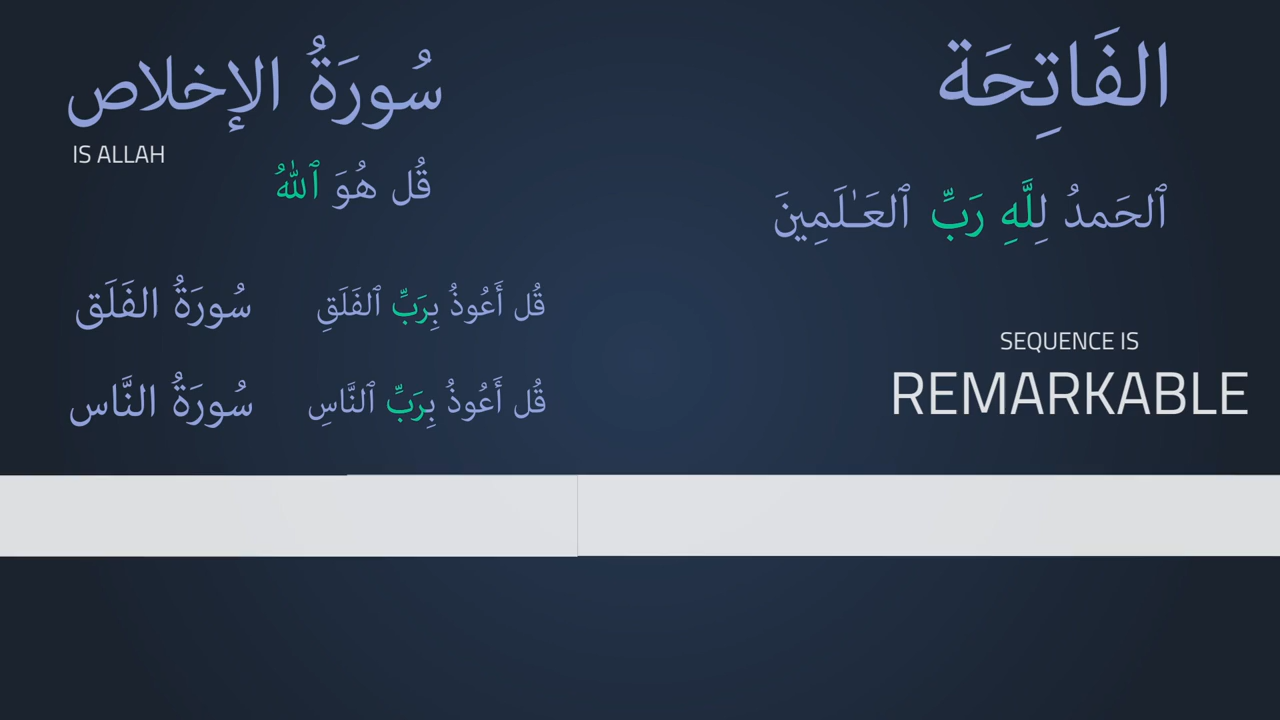 الفَاتِحَة
ٱلحَمدُ لِلَّهِ رَبِّ ٱلعَـٰلَمِينَ
SEQUENCE IS
REMARKABLE
سُورَةُ الإخلاص
IS ALLAH
قُل هُوَ ٱللَّهُ
سُورَةُ الفَلَق
قُل أَعُوذُ بِرَبِّ ٱلفَلَقِ
سُورَةُ النَّاس
قُل أَعُوذُ بِرَبِّ ٱلنَّاسِ